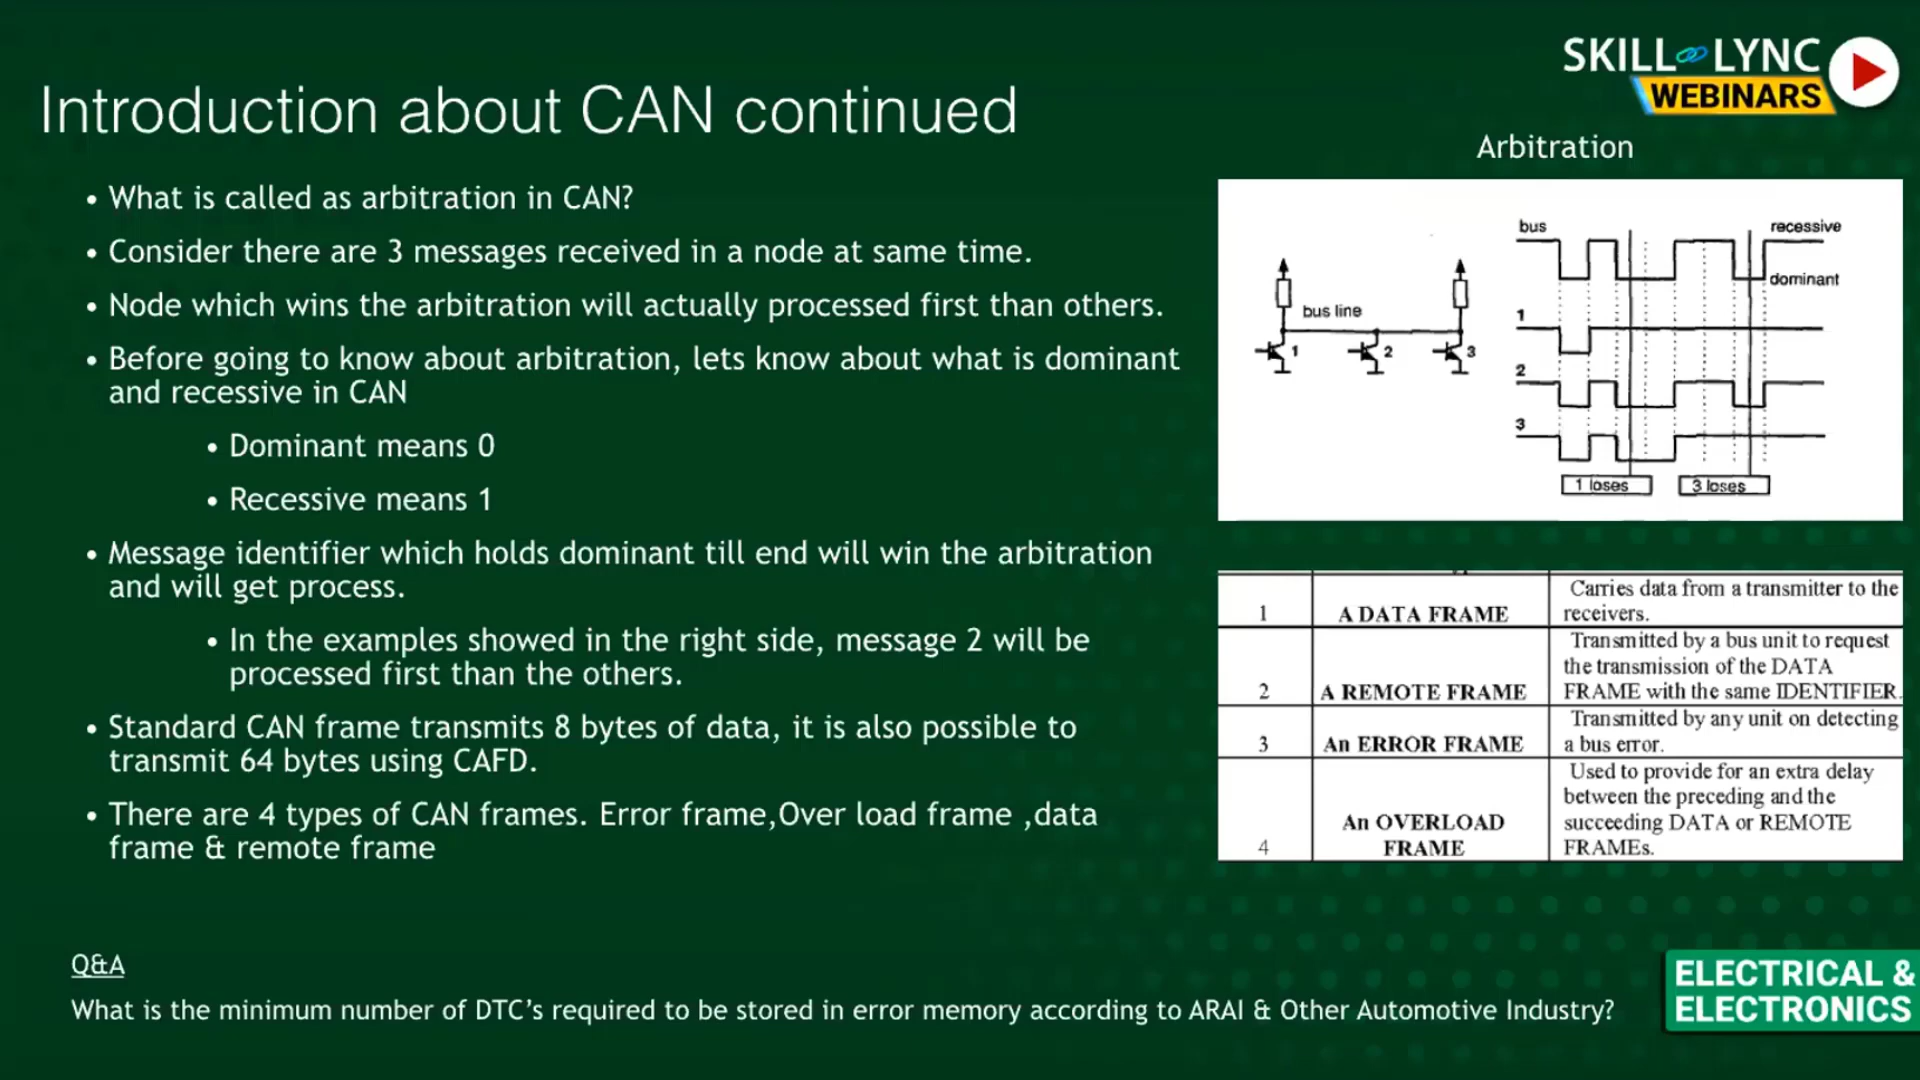 SKILL LYNC
WEBINARS
Introduction about CAN continued
• What is called as arbitration in CAN?
• Consider there are 3 messages received in a node at same time.
• Node which wins the arbitration will actually processed first than others.
• Before going to know about arbitration, lets know about what is dominant
and recessive in CAN
• Dominant means 0
• Recessive means 1
• Message identifier which holds dominant till end will win the arbitration
and will get process.
• In the examples showed in the right side, message 2 will be
processed first than the others.
• Standard CAN frame transmits 8 bytes of data, it is also possible to
transmit 64 bytes using CAFD.
• There are 4 types of CAN frames. Error frame,Over load frame ,data
frame & remote frame
Arbitration
bus
recessive
dominant
bus line
1
2
3
1
2
3
1 loses
3 loses
1
A DATA FRAME
Carries data from a transmitter to the
receivers.
2
A REMOTE FRAME
Transmitted by a bus unit to request
the transmission of the DATA
FRAME with the same IDENTIFIER.
3
An ERROR FRAME
Transmitted by any unit on detecting
a bus error.
4
An OVERLOAD
FRAME
Used to provide for an extra delay
between the preceding and the
succeeding DATA or REMOTE
FRAMEs.
Q&A
What is the minimum number of DTC’s required to be stored in error memory according to ARAI & Other Automotive Industry?
ELECTRICAL &
ELECTRONICS